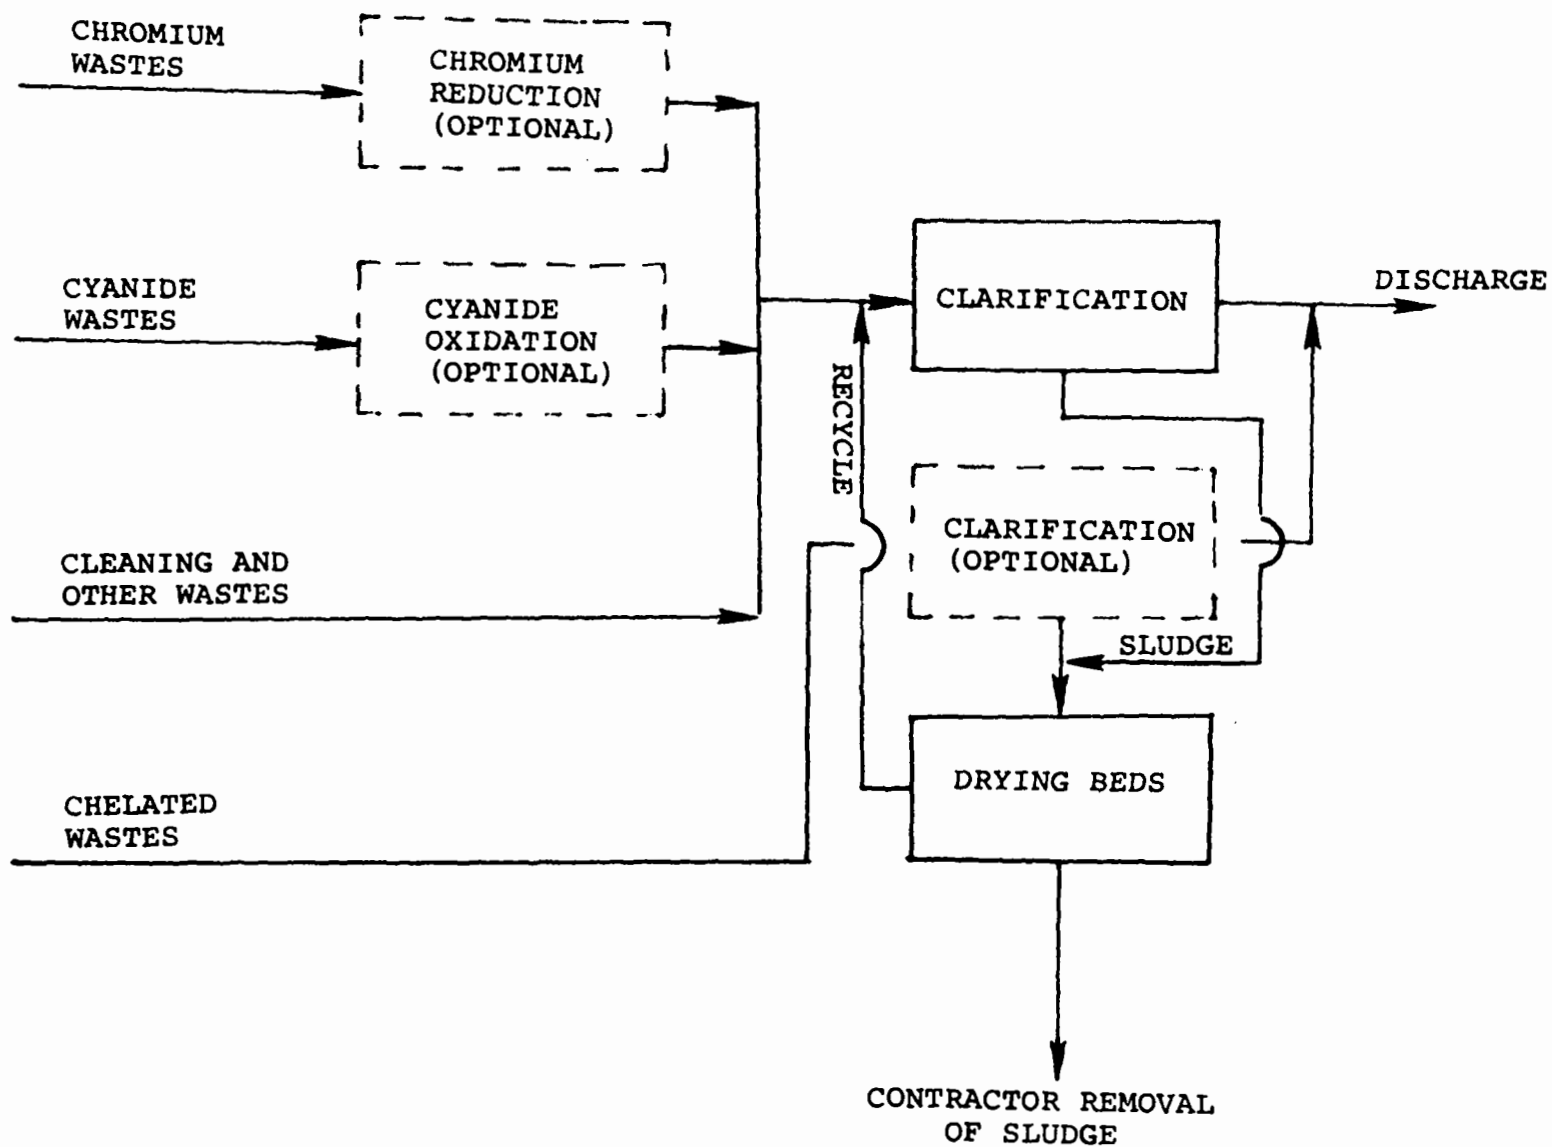 CHROMIUM
WASTES
CHROMIUM
REDUCTION
(OPTIONAL)
CYANIDE
WASTES
CYANIDE
OXIDATION
(OPTIONAL)
CLARIFICATION
DISCHARGE
RECYCLE
CLEANING AND
OTHER WASTES
CLARIFICATION
(OPTIONAL)
SLUDGE
CHELATED
WASTES
DRYING BEDS
CONTRACTOR REMOVAL
OF SLUDGE